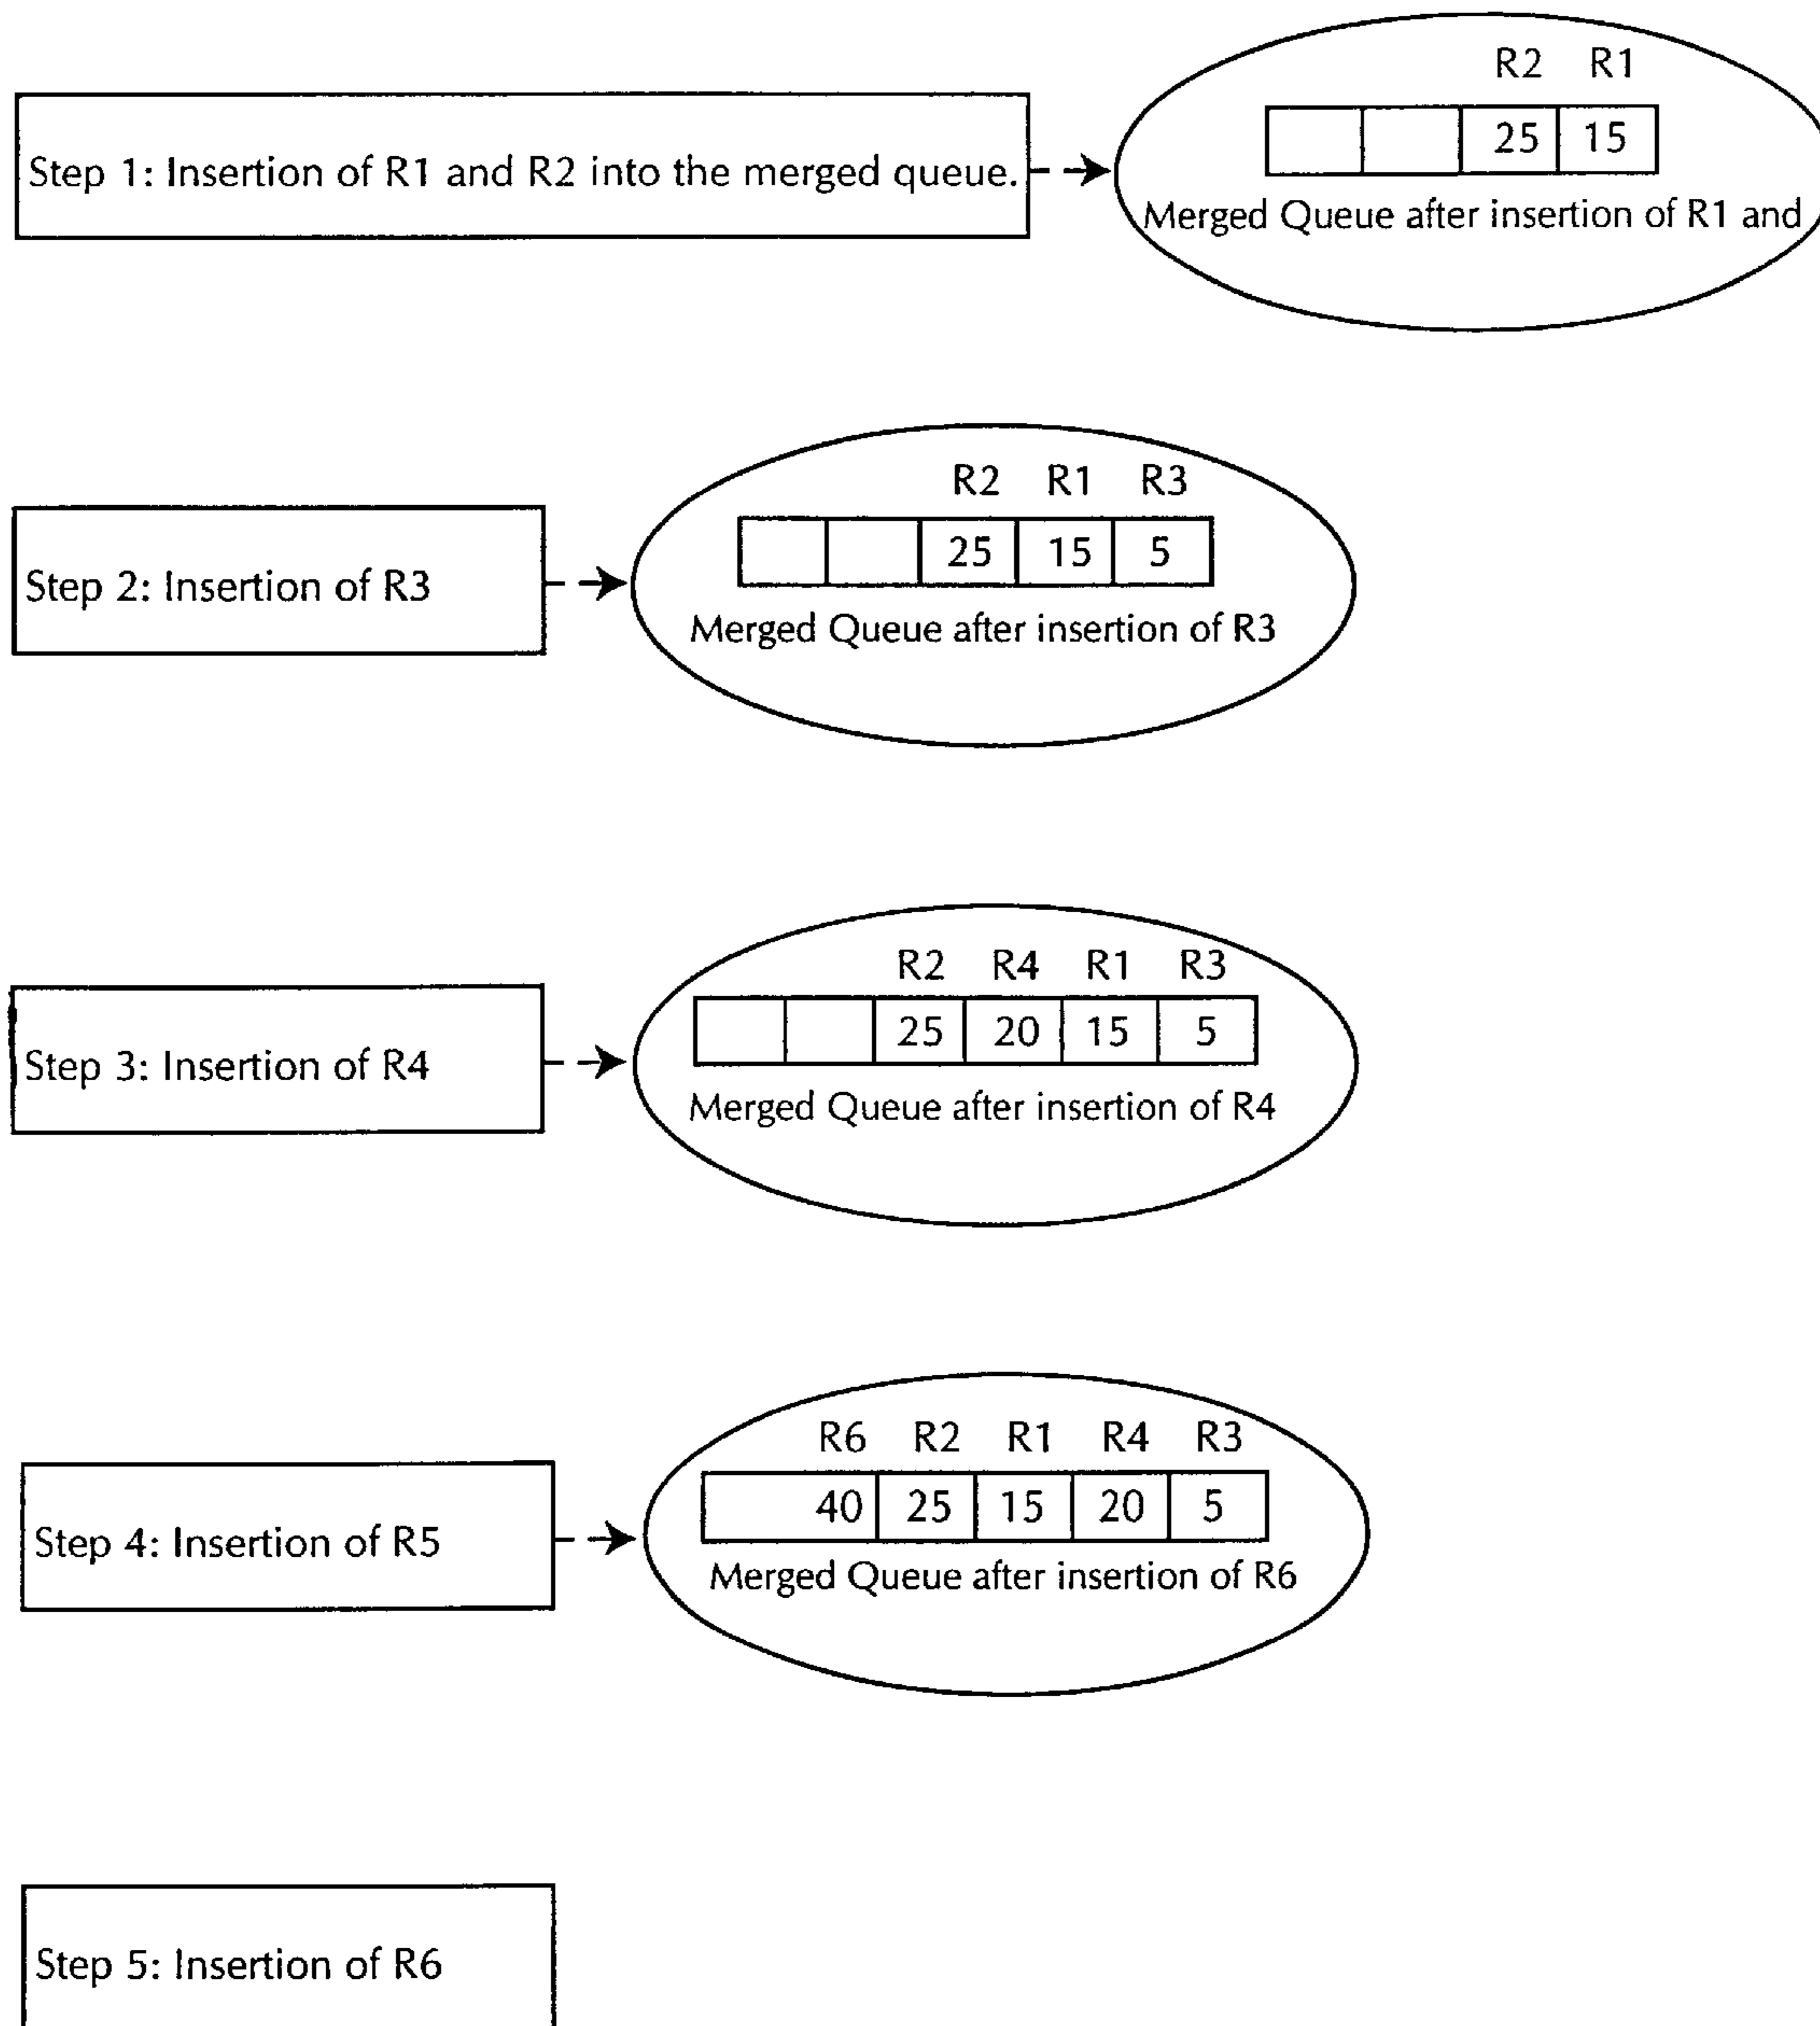 R2 R1
25 15
Step 1: Insertion of R1 and R2 into the merged queue.
Merged Queue after insertion of R1 and
R2 R1 R3
25 15 5
Step 2: Insertion of R3
Merged Queue after insertion of R3
R2 R4 R1 R3
25 20 15 5
Step 3: Insertion of R4
Merged Queue after insertion of R4
R6 R2 R1 R4 R3
40 25 15 20 5
Step 4: Insertion of R5
Merged Queue after insertion of R6
Step 5: Insertion of R6